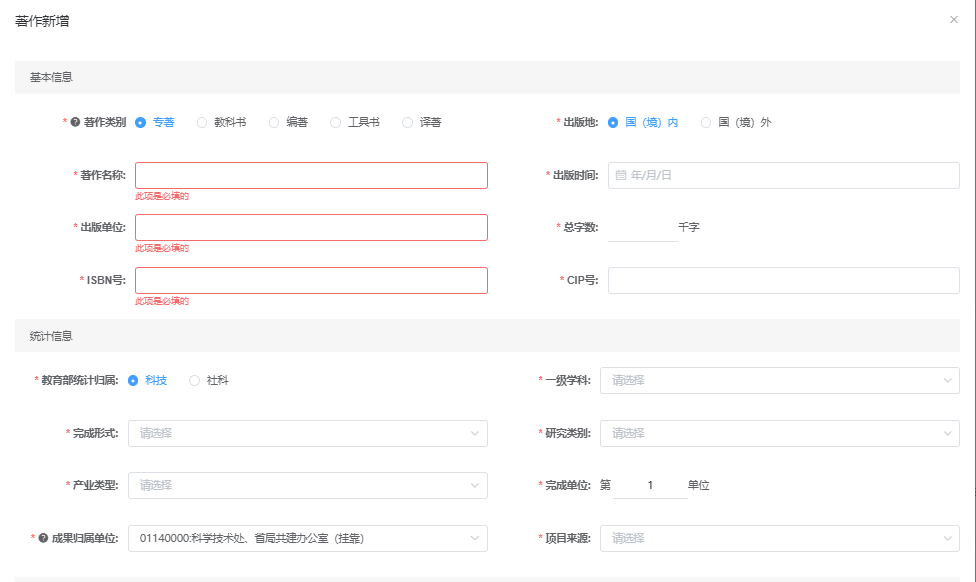 著作新增
基本信息
* 著作类别 专著 教科书 编著 工具书 译著 * 出版地: 国（境）内 国（境）外
* 著作名称: * 出版时间: 年/月/日
此项是必填的
* 出版单位: * 总字数: 千字
此项是必填的
* ISBN号: * CIP号:
此项是必填的
统计信息
* 教育部统计归属: 科技 社科 * 一级学科: 请选择
* 完成形式: 请选择 * 研究类别: 请选择
* 产业类型: 请选择 * 完成单位: 第 1 单位
* 成果归属单位: 01140000:科学技术处、省局共建办公室（挂靠） * 项目来源: 请选择